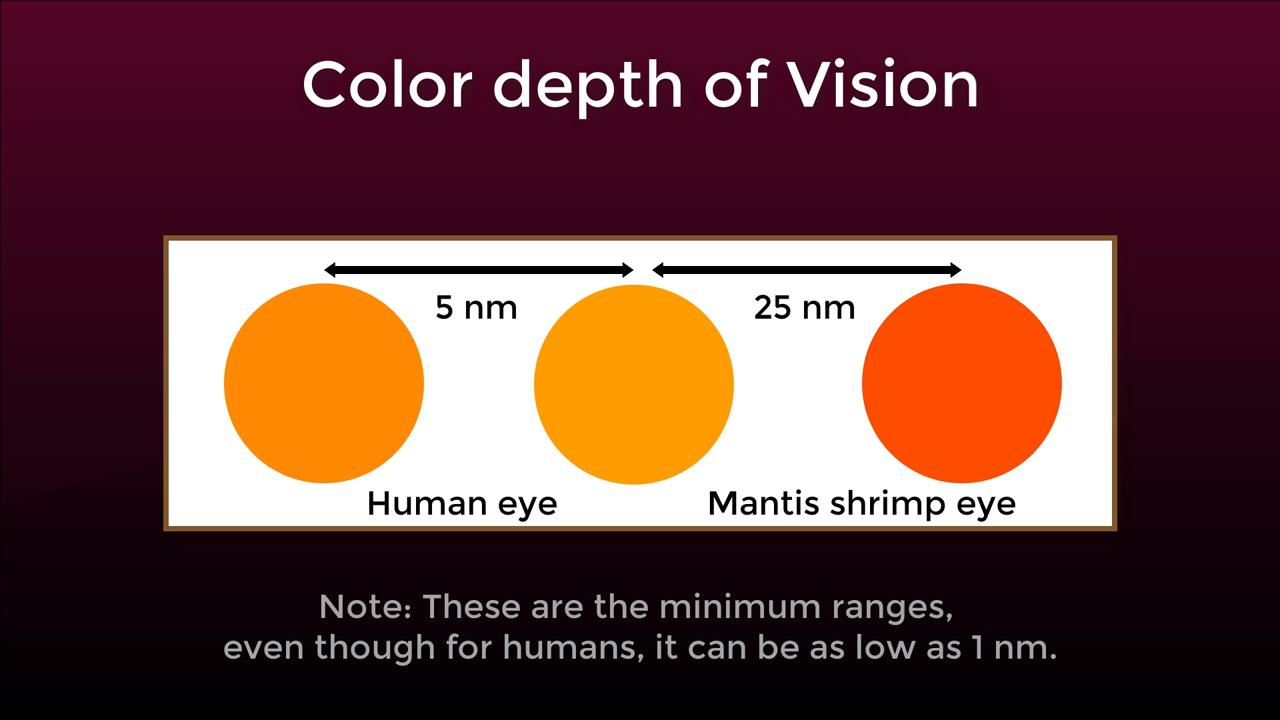 Color depth of Vision
5 nm
25 nm
Human eye
Mantis shrimp eye
Note: These are the minimum ranges,
even though for humans, it can be as low as 1 nm.